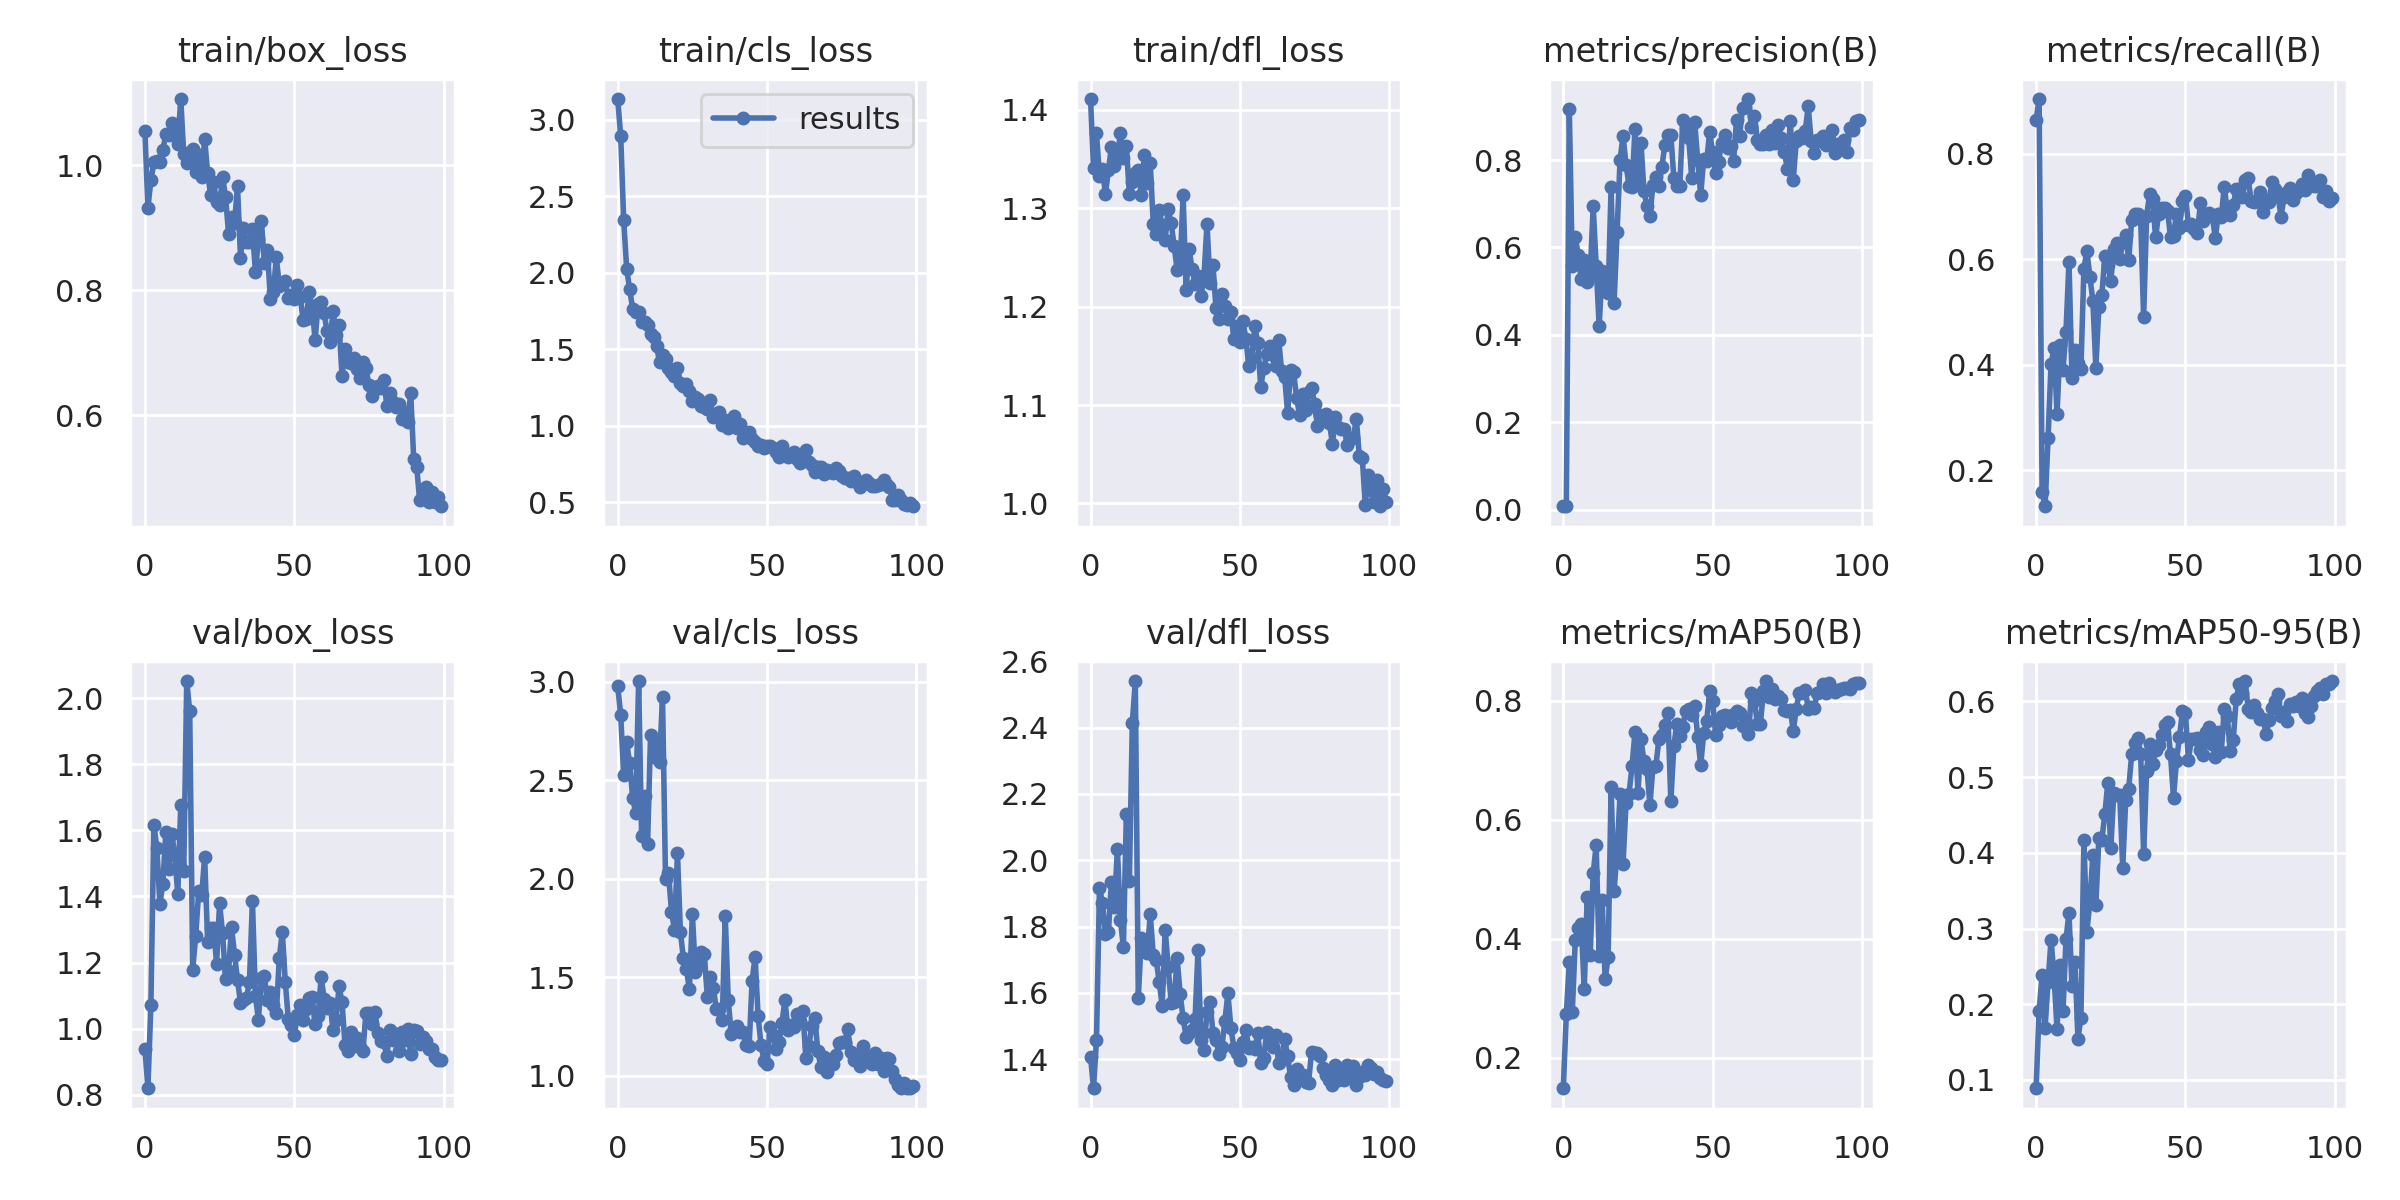 train/box_loss
1.0
0.8
0.6
0 50 100
train/cls_loss
results
3.0
2.5
2.0
1.5
1.0
0.5
0 50 100
train/dfl_loss
1.4
1.3
1.2
1.1
1.0
0 50 100
metrics/precision(B)
0.8
0.6
0.4
0.2
0.0
0 50 100
metrics/recall(B)
0.8
0.6
0.4
0.2
0 50 100
val/box_loss
2.0
1.8
1.6
1.4
1.2
1.0
0.8
0 50 100
val/cls_loss
3.0
2.5
2.0
1.5
1.0
0 50 100
val/dfl_loss
2.6
2.4
2.2
2.0
1.8
1.6
1.4
0 50 100
metrics/mAP50(B)
0.8
0.6
0.4
0.2
0 50 100
metrics/mAP50-95(B)
0.6
0.5
0.4
0.3
0.2
0.1
0 50 100